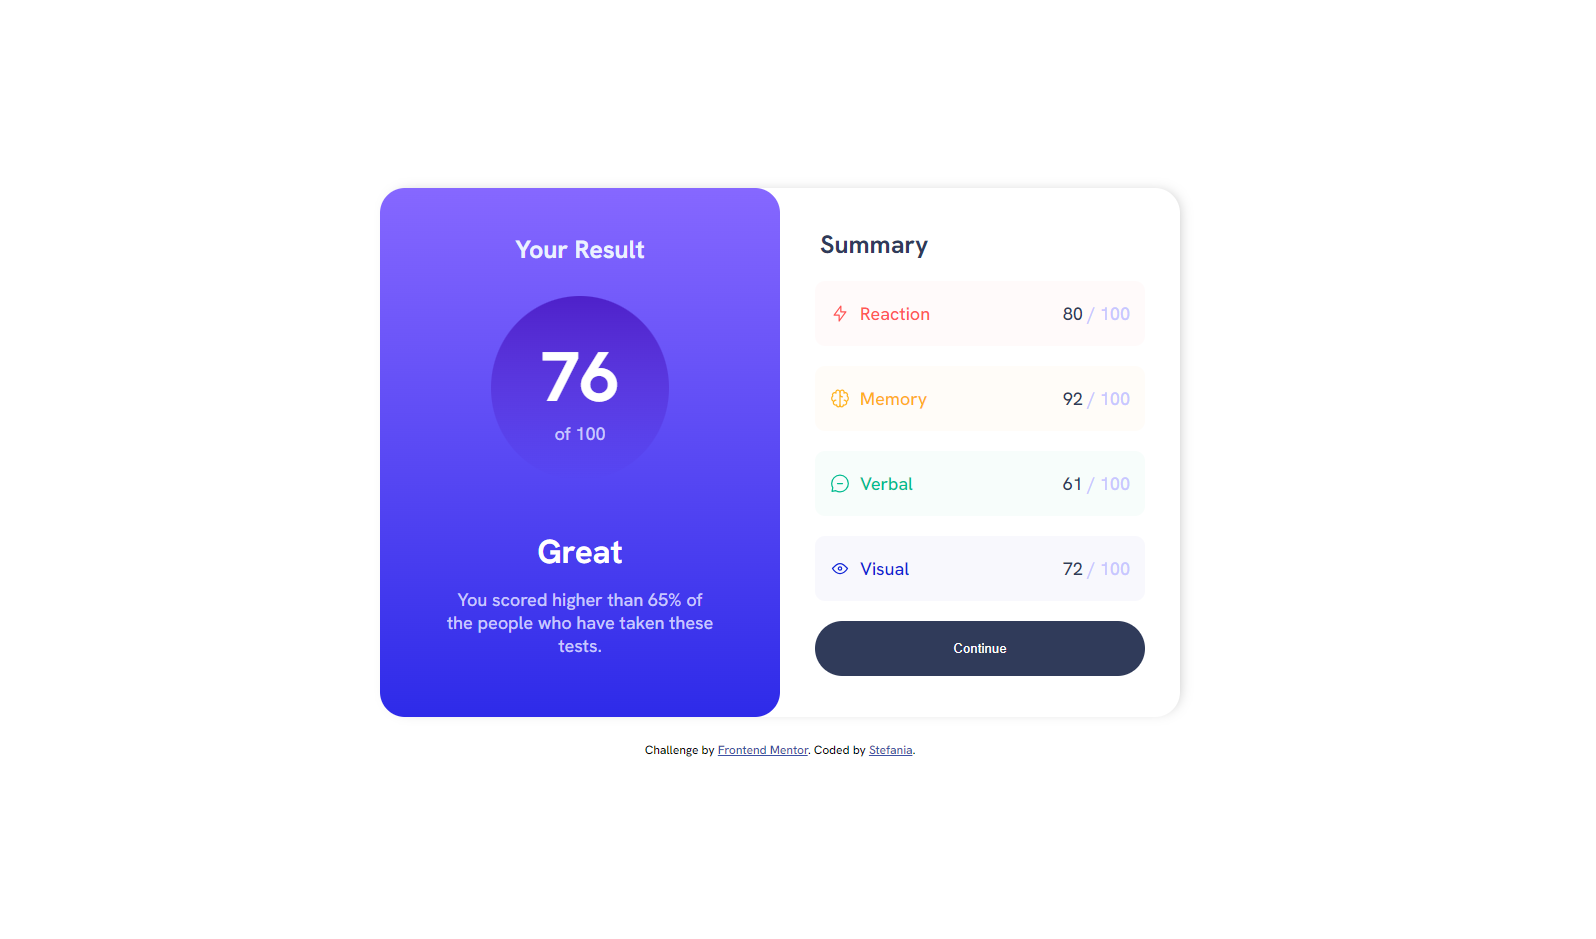 Your Result
76
of 100
Great
You scored higher than 65% of
the people who have taken these
tests.
Summary
Reaction 80 / 100
Memory 92 / 100
Verbal 61 / 100
Visual 72 / 100
Continue
Challenge by Frontend Mentor. Coded by Stefania.